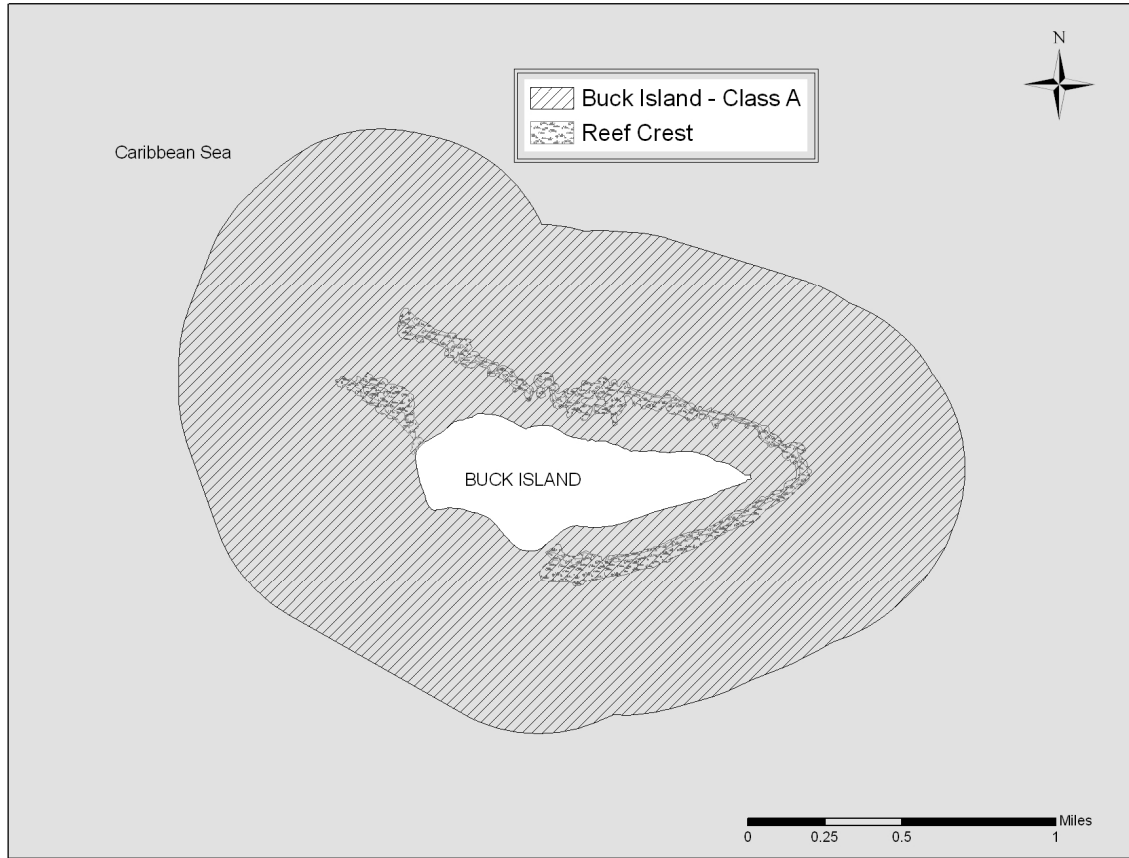 N
Buck Island - Class A
Reef Crest
Caribbean Sea
BUCK ISLAND
Miles
0 0.25 0.5 1